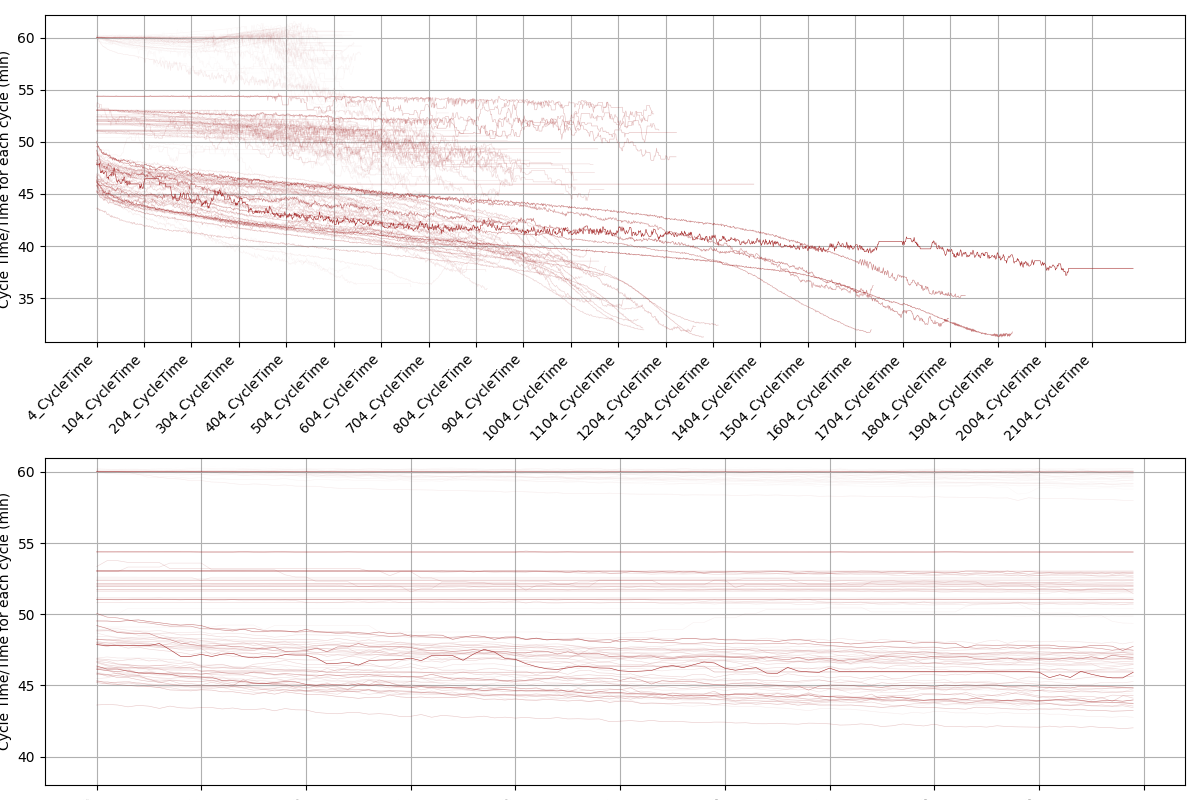 Cycle Time/Time for each cycle (min)
60
55
50
45
40
35
4_CycleTime
104_CycleTime
204_CycleTime
304_CycleTime
404_CycleTime
504_CycleTime
604_CycleTime
704_CycleTime
804_CycleTime
904_CycleTime
1004_CycleTime
1104_CycleTime
1204_CycleTime
1304_CycleTime
1404_CycleTime
1504_CycleTime
1604_CycleTime
1704_CycleTime
1804_CycleTime
1904_CycleTime
2004_CycleTime
2104_CycleTime
Cycle Time/Time for each cycle (min)
60
55
50
45
40